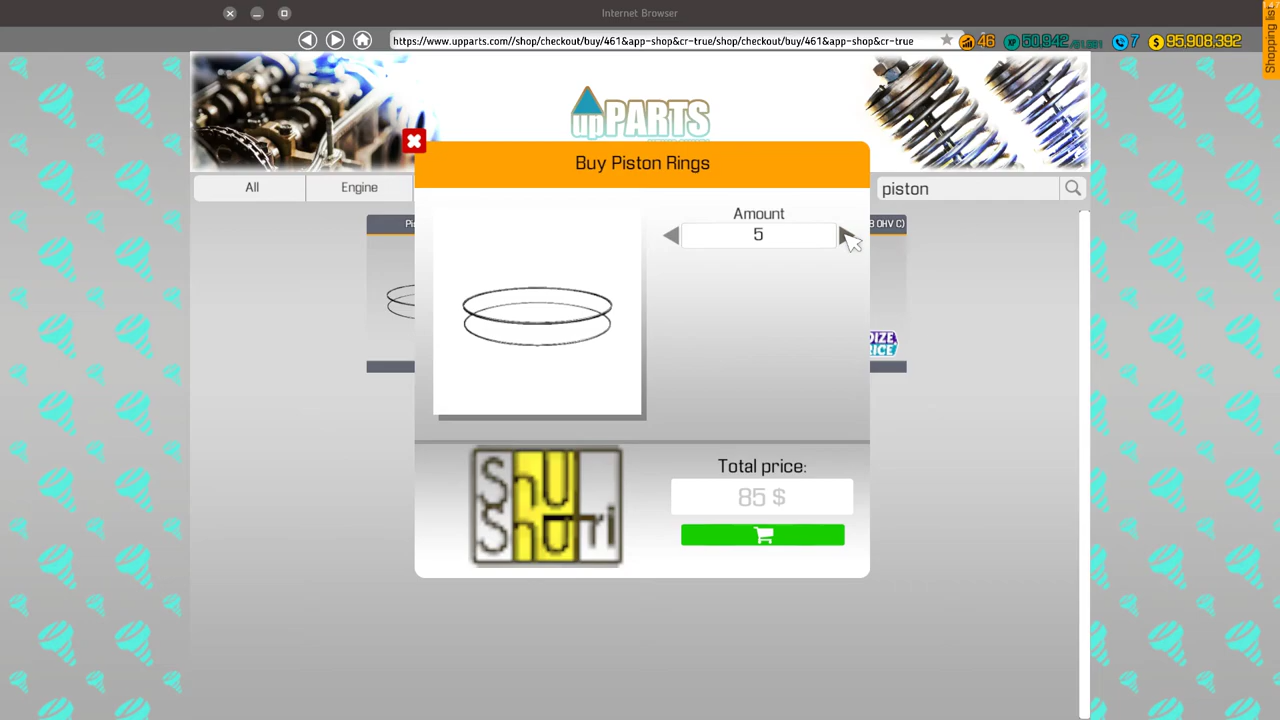 Internet Browser
https://www.upparts.com//shop/checkout/buy/461&app-shop&cr-true/shop/checkout/buy/461&app-shop&cr-true
46
XP
7
$ 95,908,392
Shopping list
upPARTS
Buy Piston Rings
All
Engine
piston
Amount
5
OHV C)
Total price:
85 $